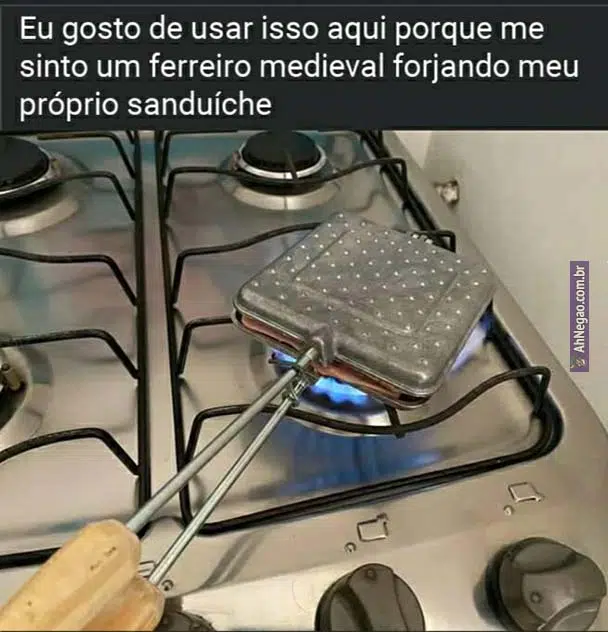 Eu gosto de usar isso aqui porque me
sinto um ferreiro medieval forjando meu
próprio sanduíche
AhNegao.com.br